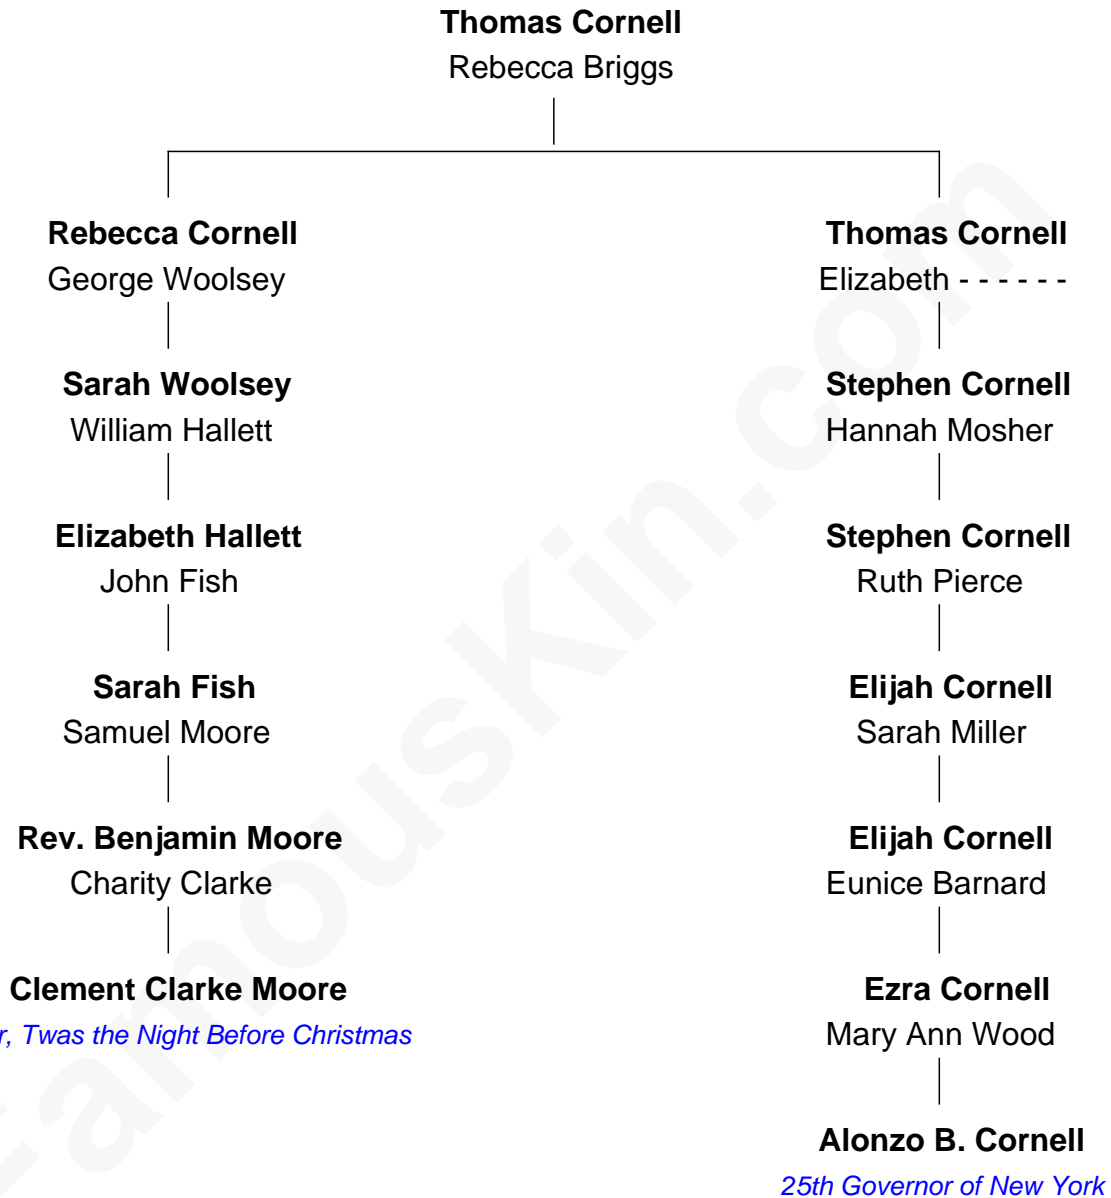 Thomas Cornell
Rebecca Briggs
Rebecca Cornell
George Woolsey
Thomas Cornell
Elizabeth - - - - - -
Sarah Woolsey
William Hallett
Stephen Cornell
Hannah Mosher
Elizabeth Hallett
John Fish
Stephen Cornell
Ruth Pierce
Sarah Fish
Samuel Moore
Elijah Cornell
Sarah Miller
Rev. Benjamin Moore
Charity Clarke
Elijah Cornell
Eunice Barnard
Clement Clarke Moore
r, Twas the Night Before Christmas
Ezra Cornell
Mary Ann Wood
Alonzo B. Cornell
25th Governor of New York
FamousKin.com